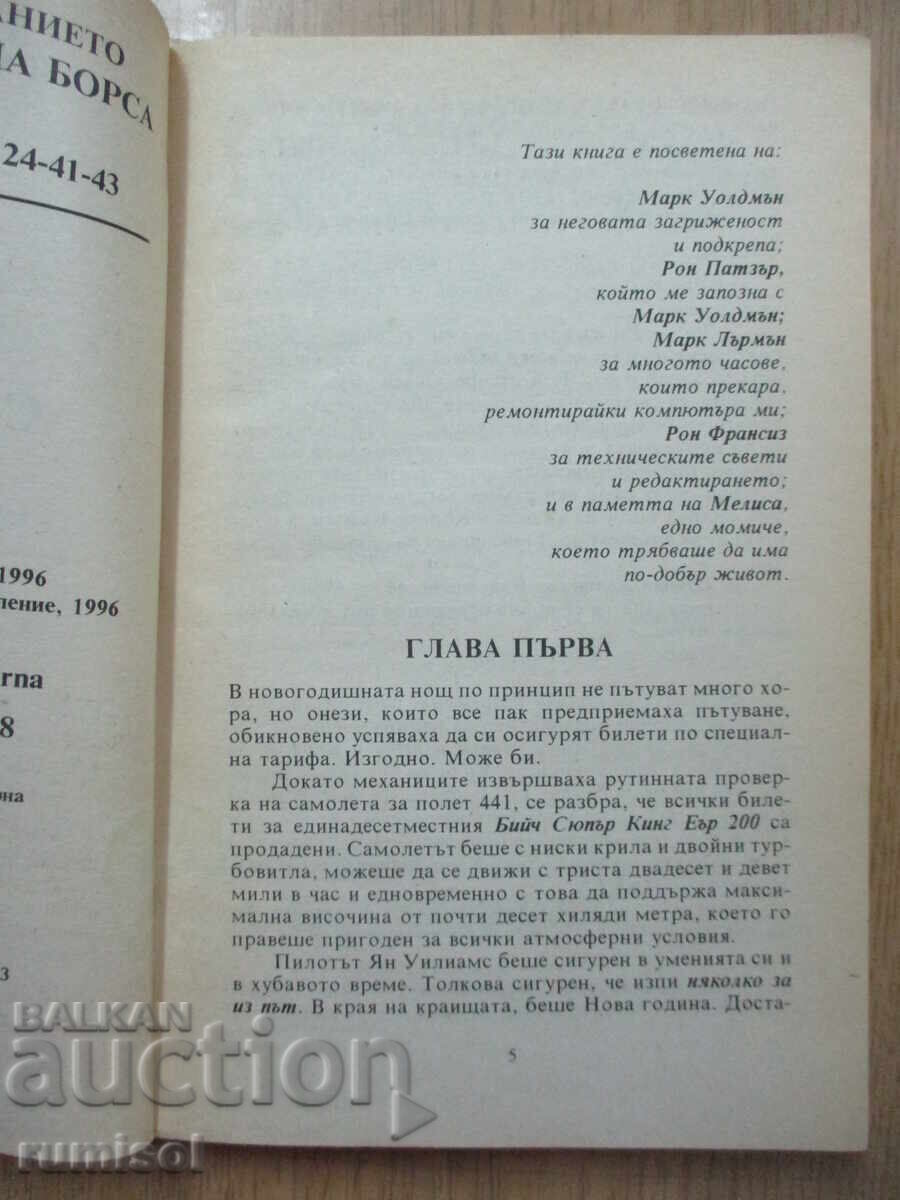 АНИЕТО
НА БОРСА
24-41-43
1996
ление, 1996
rna
8
на
3
Тази книга е посветена на:
Марк Уолдмън
за неговата загриженост
и подкрепа;
Рон Патзър,
който ме запозна с
Марк Уолдмън;
Марк Лърмън
за многото часове,
които прекара,
ремонтирайки компютъра ми;
Рон Франсиз
за техническите съвети
и редактирането;
и в паметта на Мелиса,
едно момиче,
което трябваше да има
по-добър живот.
ГЛАВА ПЪРВА
В новогодишната нощ по принцип не пътуват много хо-
ра, но онези, които все пак предприемаха пътуване,
обикновено успяваха да си осигурят билети по специал-
на тарифа. Изгодно. Може би.
Докато механиците извършваха рутинната провер-
ка на самолета за полет 441, се разбра, че всички биле-
ти за единадесетместния Бийч Сюпър Кинг Еър 200 са
продадени. Самолетът беше с ниски крила и двойни тур-
бовитла, можеше да се движи с триста двадесет и девет
мили в час и едновременно с това да поддържа макси-
мална височина от почти десет хиляди метра, което го
правеше пригоден за всички атмосферни условия.
Пилотът Ян Уилиамс беше сигурен в уменията си и
в хубавото време. Толкова сигурен, че изпи няколко за
из път. В края на краищата, беше Нова година. Доста-
5
BALKAN
auction
rumisol